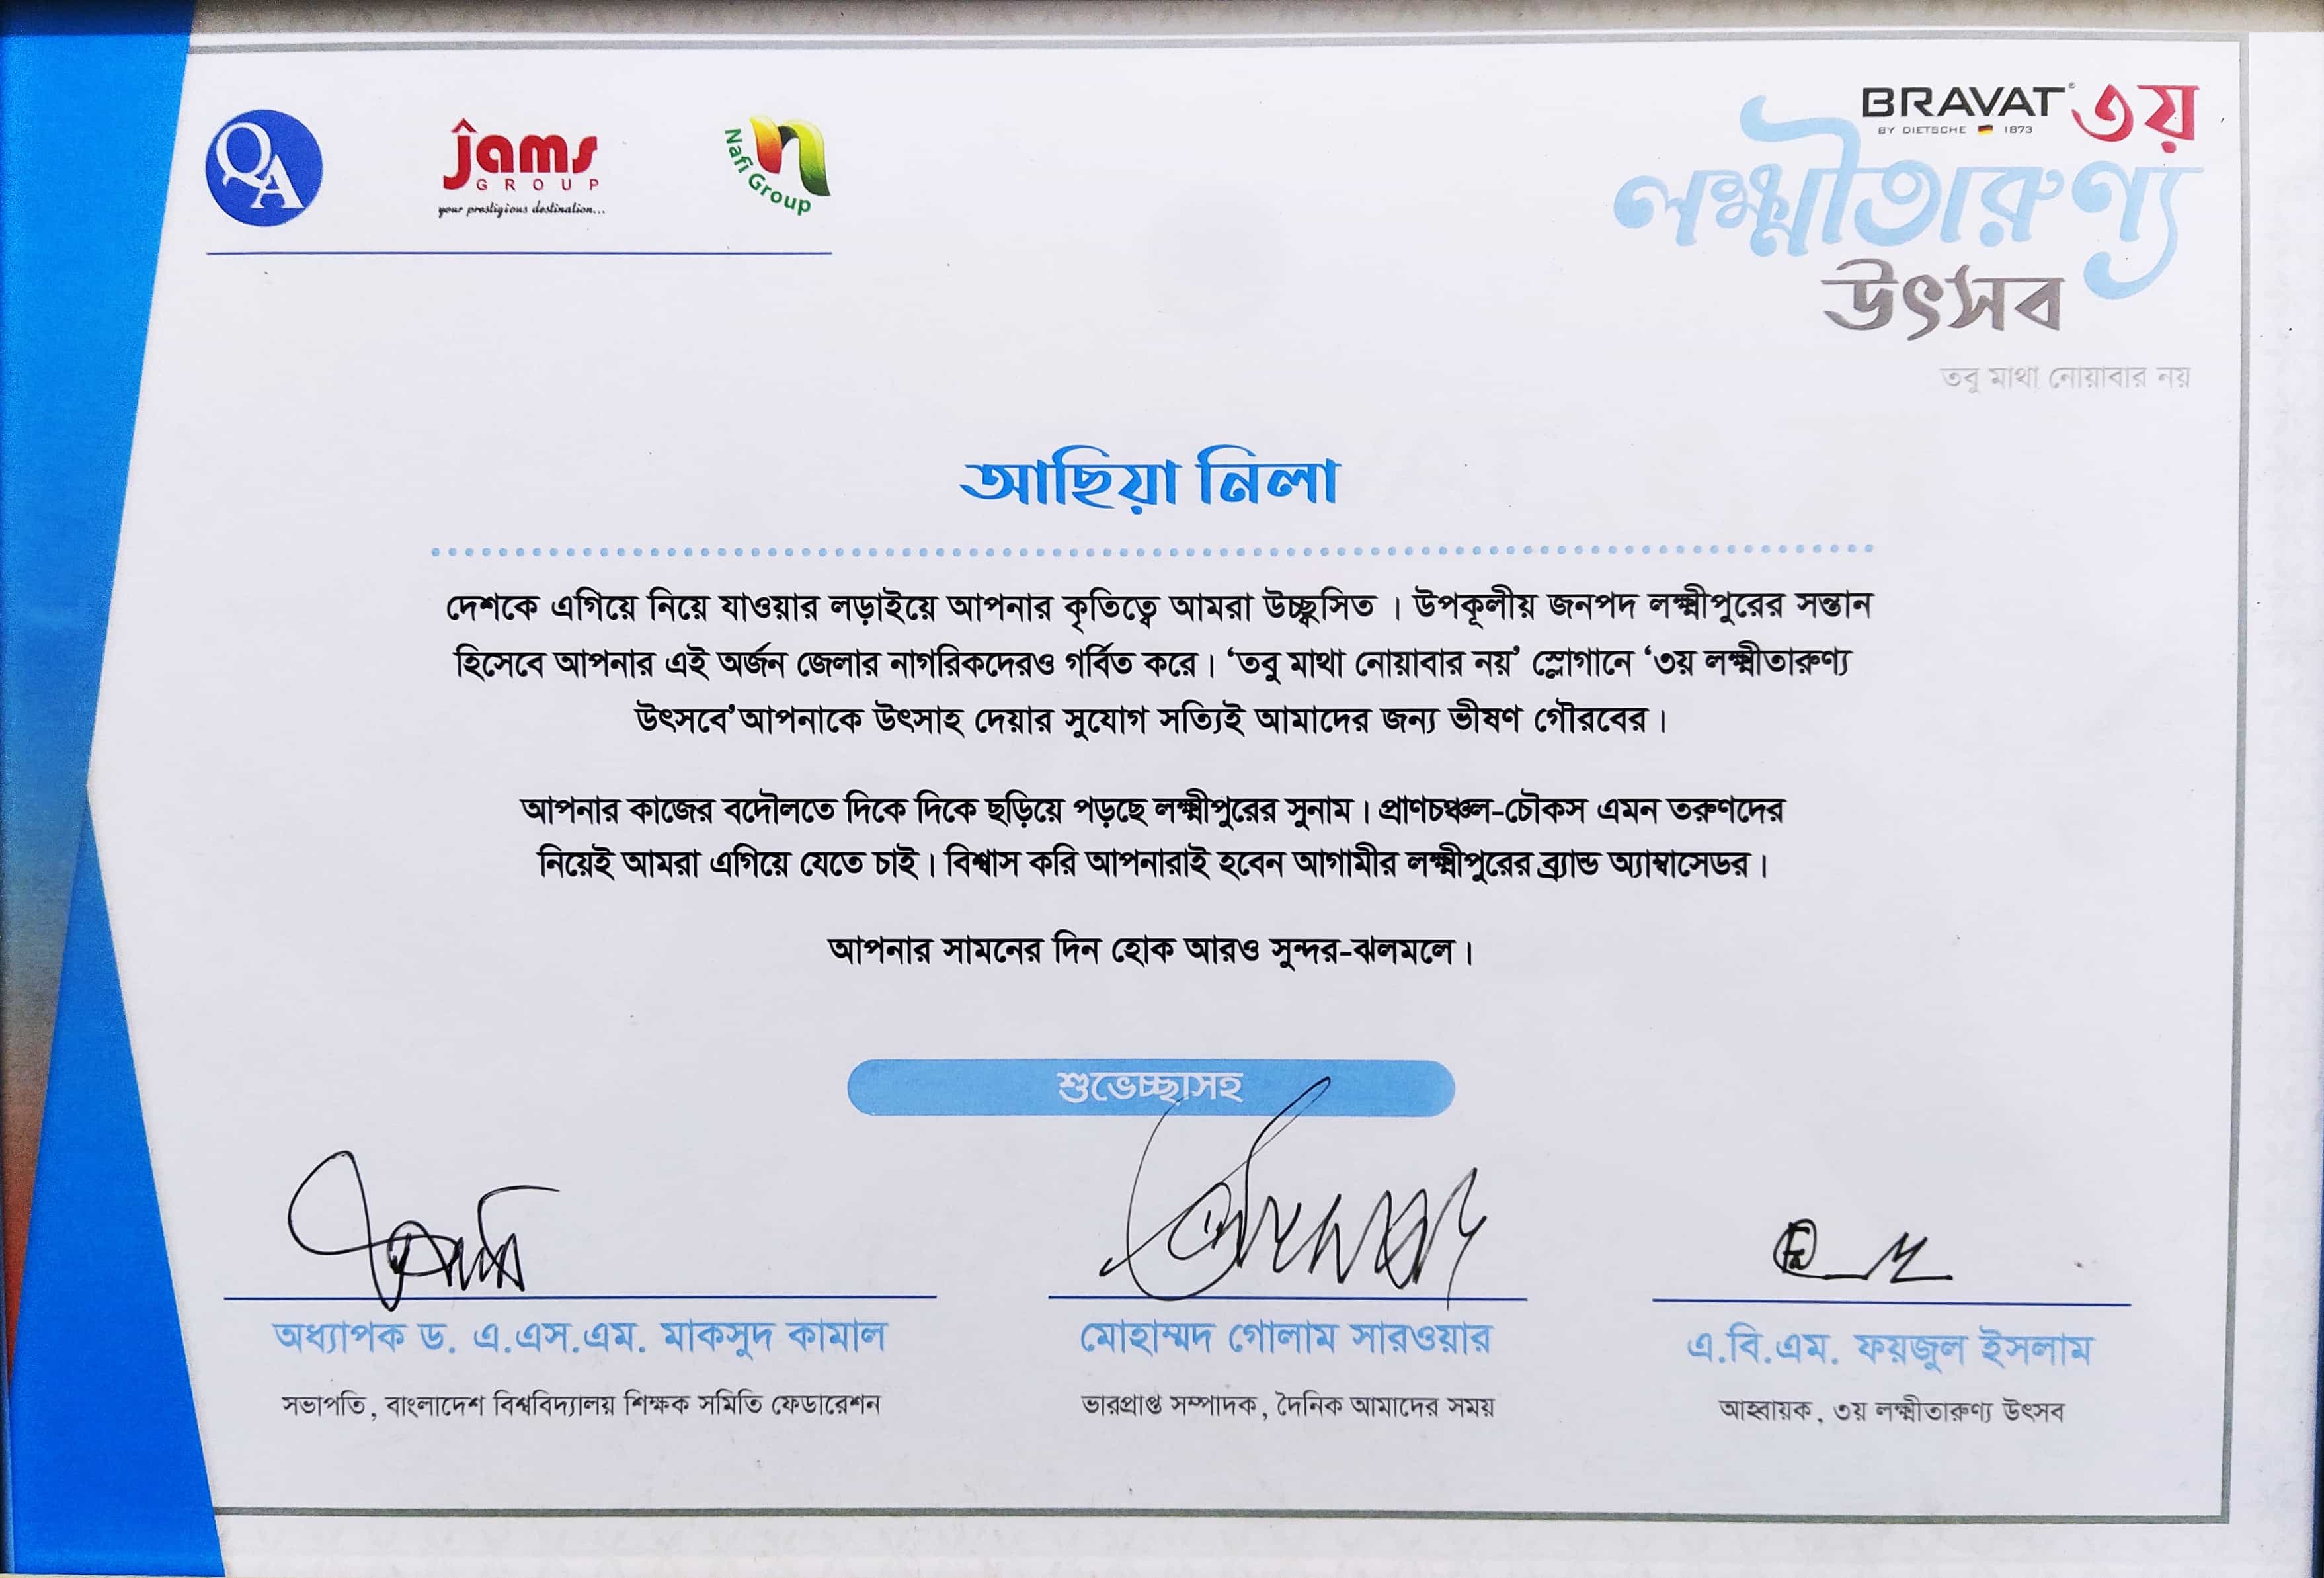 QA
jams
GROUP
your prestigious destination...
Nafi Group
BRAVAT®
BY DIETSCHE 1873
৩য়
লক্ষ্মীতারুণ্য
উৎসব
তবু মাথা নোয়াবার নয়
আছিয়া নিলা
দেশকে এগিয়ে নিয়ে যাওয়ার লড়াইয়ে আপনার কৃতিত্বে আমরা উচ্ছ্বসিত । উপকূলীয় জনপদ লক্ষ্মীপুরের সন্তান
হিসেবে আপনার এই অর্জন জেলার নাগরিকদেরও গর্বিত করে। ‘তবু মাথা নোয়াবার নয়’ স্লোগানে ‘৩য় লক্ষ্মীতারুণ্য
উৎসবে’ আপনাকে উৎসাহ দেয়ার সুযোগ সত্যিই আমাদের জন্য ভীষণ গৌরবের।
আপনার কাজের বদৌলতে দিকে দিকে ছড়িয়ে পড়ছে লক্ষ্মীপুরের সুনাম। প্রাণচঞ্চল-চৌকস এমন তরুণদের
নিয়েই আমরা এগিয়ে যেতে চাই। বিশ্বাস করি আপনারাই হবেন আগামীর লক্ষ্মীপুরের ব্র্যান্ড অ্যাম্বাসেডর।
আপনার সামনের দিন হোক আরও সুন্দর-ঝলমলে।
শুভেচ্ছাসহ
অধ্যাপক ড. এ.এস.এম. মাকসুদ কামাল
সভাপতি, বাংলাদেশ বিশ্ববিদ্যালয় শিক্ষক সমিতি ফেডারেশন
মোহাম্মদ গোলাম সারওয়ার
ভারপ্রাপ্ত সম্পাদক, দৈনিক আমাদের সময়
এ.বি.এম. ফয়জুল ইসলাম
আহ্বায়ক, ৩য় লক্ষ্মীতারুণ্য উৎসব